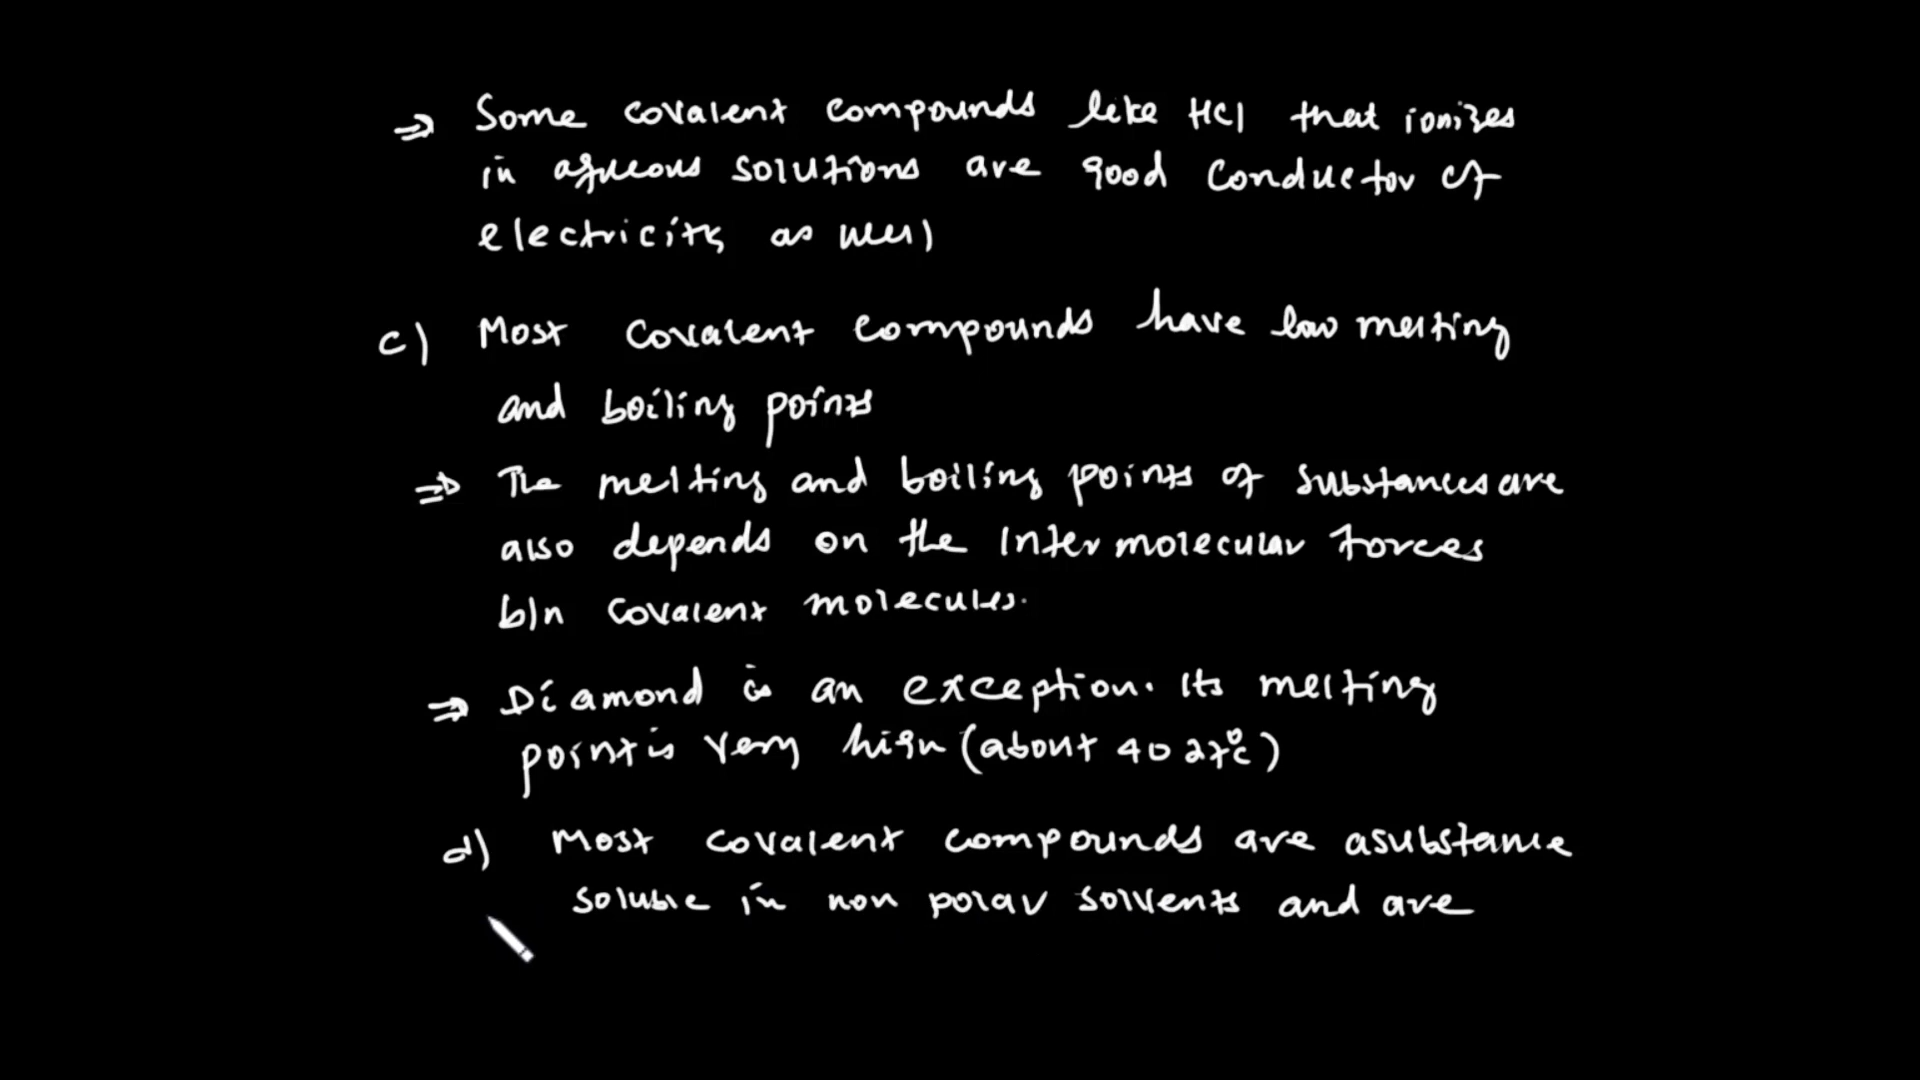 ⇒ Some covalent compounds like HCl that ionizes
in aqueous solutions are good conductor of
electricity as well
c) Most covalent compounds have low melting
and boiling points
⇒ The melting and boiling points of substances are
also depends on the Intermolecular forces
b/n covalent molecules.
⇒ Diamond is an exception. Its melting
point is very high (about 4027°C)
d) Most covalent compounds are a substance
soluble in non polar solvents and are